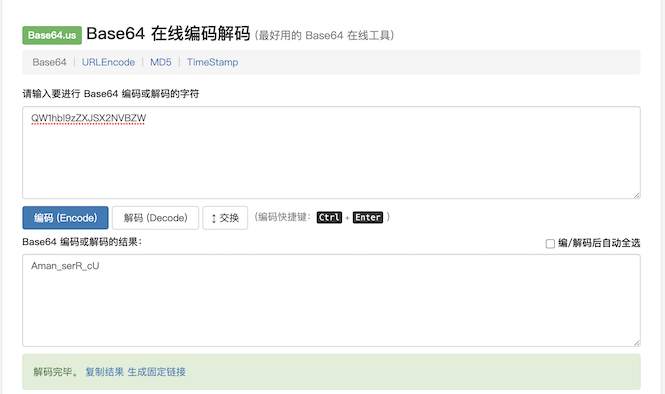 Base64.us Base64 在线编码解码 (最好用的 Base64 在线工具)
Base64 | URLEncode | MD5 | TimeStamp
请输入要进行 Base64 编码或解码的字符
QW1hbl9zZXJSX2NVBZW
编码 (Encode) 解码 (Decode) ↕ 交换 (编码快捷键： Ctrl + Enter )
Base64 编码或解码的结果： 编/解码后自动全选
Aman_serR_cU
解码完毕。 复制结果 生成固定链接